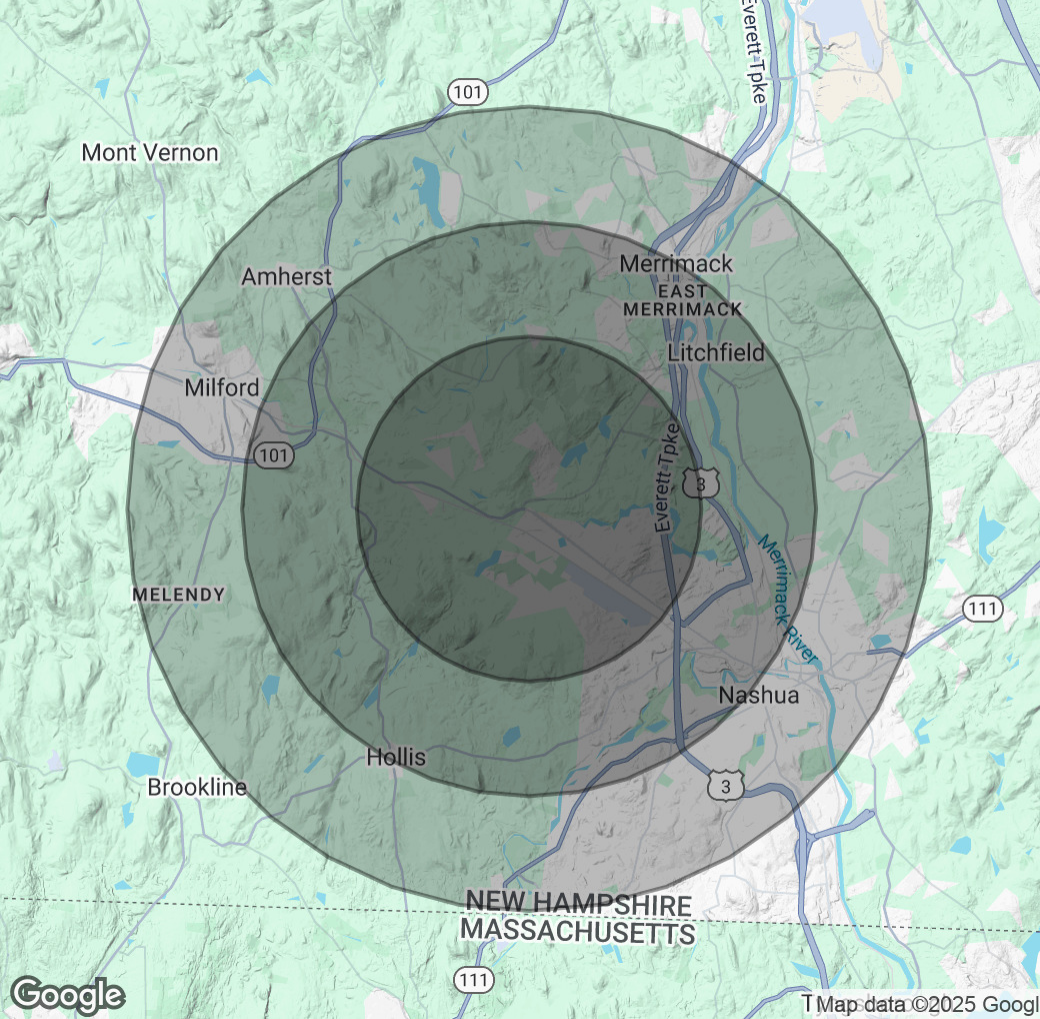 Everett Tpke
101
Mont Vernon
Merrimack
Amherst
EAST
MERRIMACK
Litchfield
Milford
101
Everett Tpke
3
Merrimack River
MELENDY
111
Nashua
Hollis
Brookline
3
NEW HAMPSHIRE
MASSACHUSETTS
111
Google
Map data ©2025 Googl